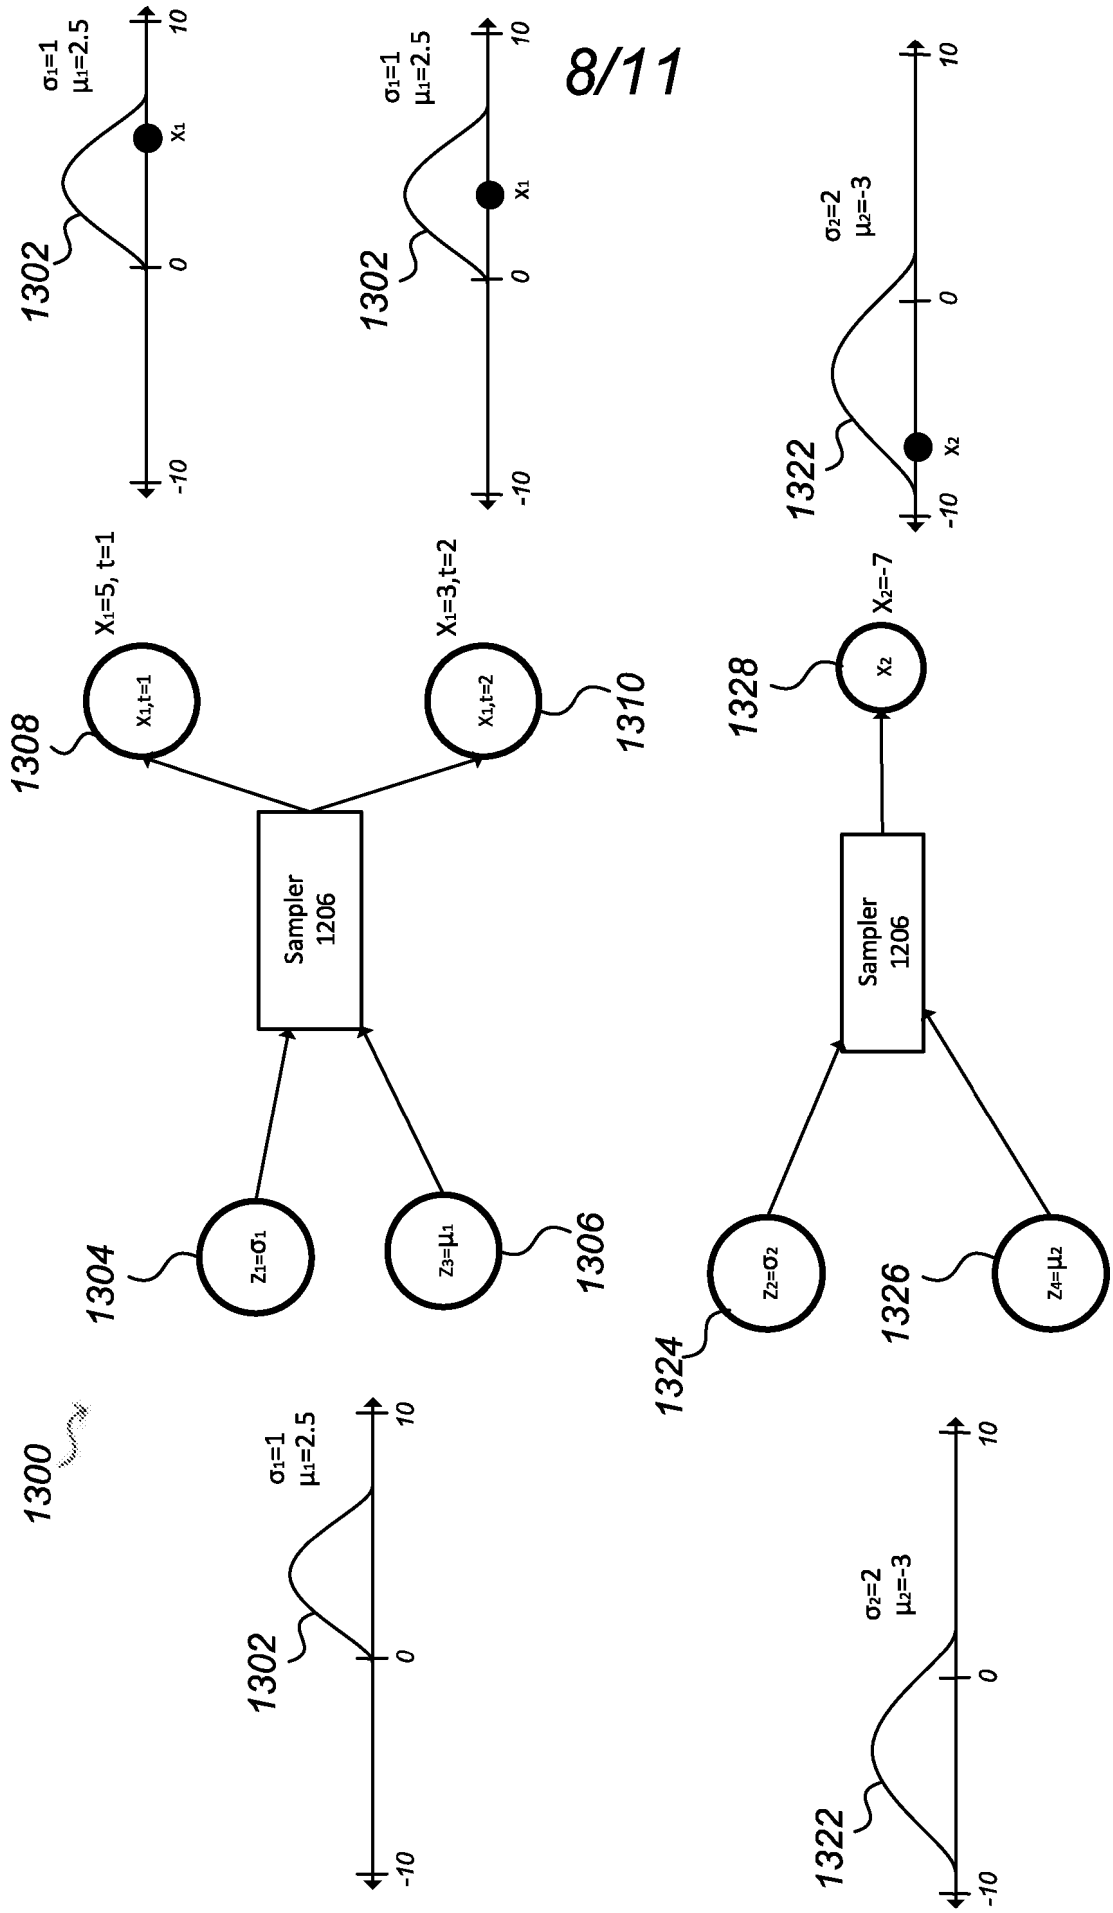 8/11
1300
1302
σ₁=1
μ₁=2.5
-10
0
10
1304
Z₁=σ₁
Z₃=μ₁
1306
Sampler
1206
1308
X₁,t=1
X₁=5, t=1
X₁,t=2
X₁=3,t=2
1310
1302
σ₁=1
μ₁=2.5
-10
0
X₁
10
1302
σ₁=1
μ₁=2.5
-10
0
X₁
10
1322
σ₂=2
μ₂=-3
-10
0
10
1324
Z₂=σ₂
1326
Z₄=μ₂
Sampler
1206
1328
X₂
X₂=-7
1322
σ₂=2
μ₂=-3
-10
X₂
0
10